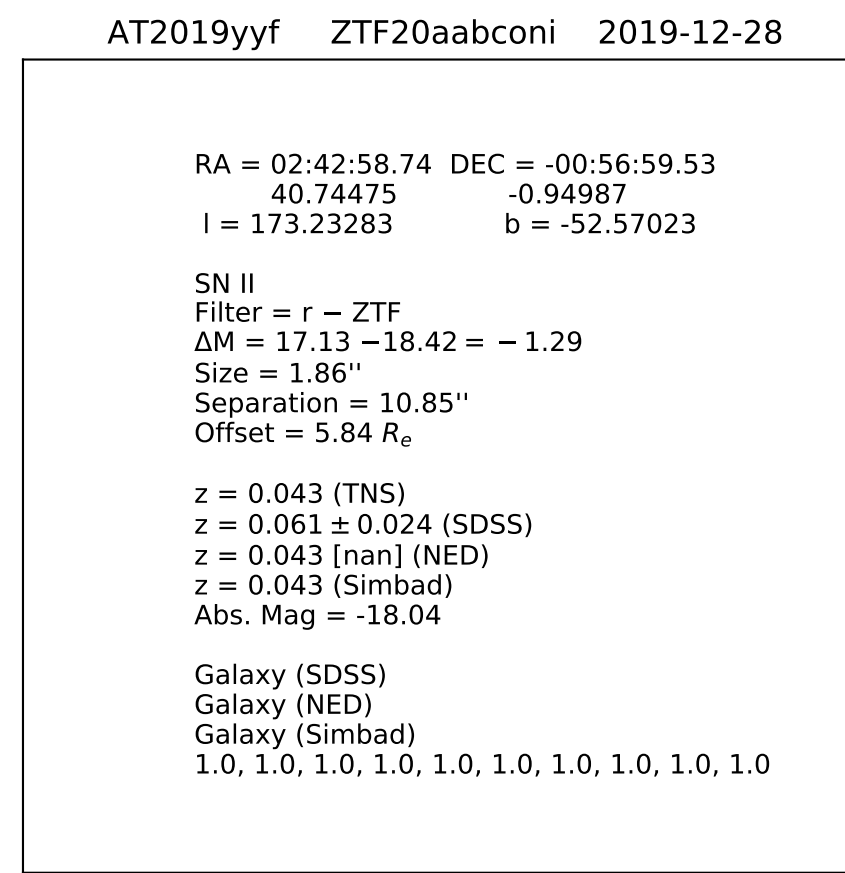 AT2019yyf ZTF20aabconi 2019-12-28
RA = 02:42:58.74 DEC = -00:56:59.53
40.74475 -0.94987
l = 173.23283 b = -52.57023
SN II
Filter = r − ZTF
ΔM = 17.13 −18.42 = − 1.29
Size = 1.86''
Separation = 10.85''
Offset = 5.84 Re
z = 0.043 (TNS)
z = 0.061 ± 0.024 (SDSS)
z = 0.043 [nan] (NED)
z = 0.043 (Simbad)
Abs. Mag = -18.04
Galaxy (SDSS)
Galaxy (NED)
Galaxy (Simbad)
1.0, 1.0, 1.0, 1.0, 1.0, 1.0, 1.0, 1.0, 1.0, 1.0